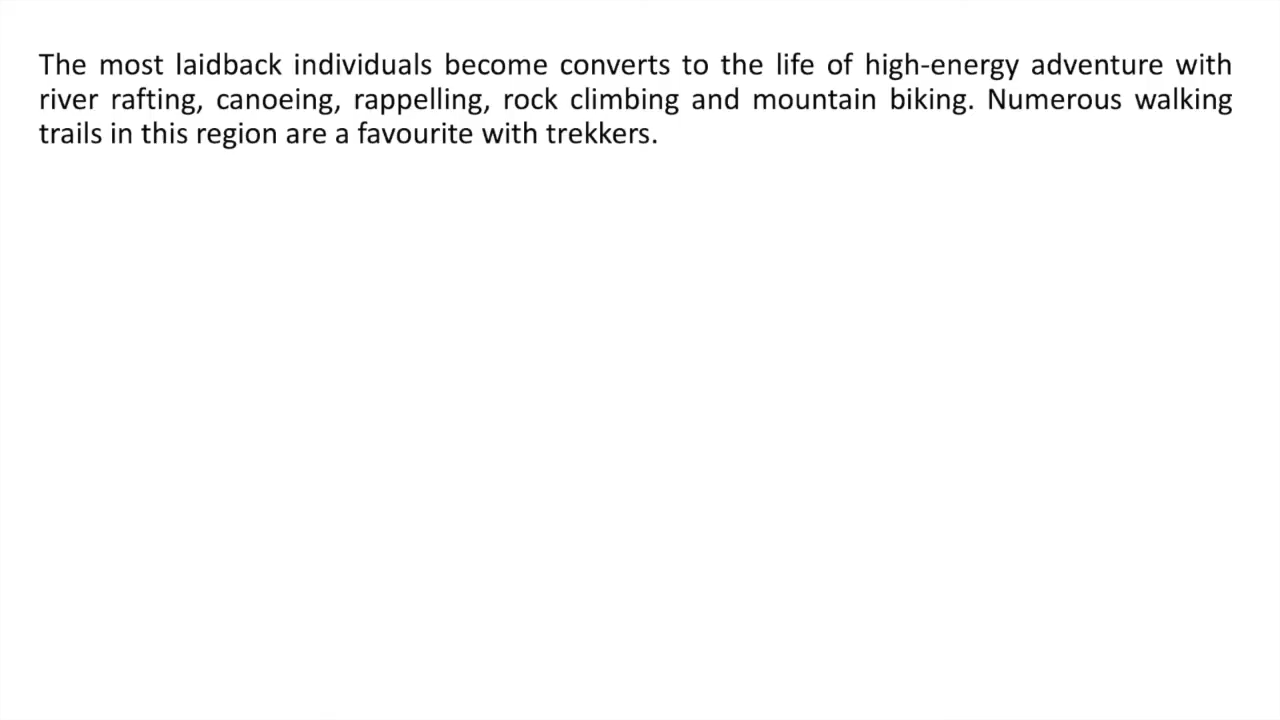 The most laidback individuals become converts to the life of high-energy adventure with
river rafting, canoeing, rappelling, rock climbing and mountain biking. Numerous walking
trails in this region are a favourite with trekkers.